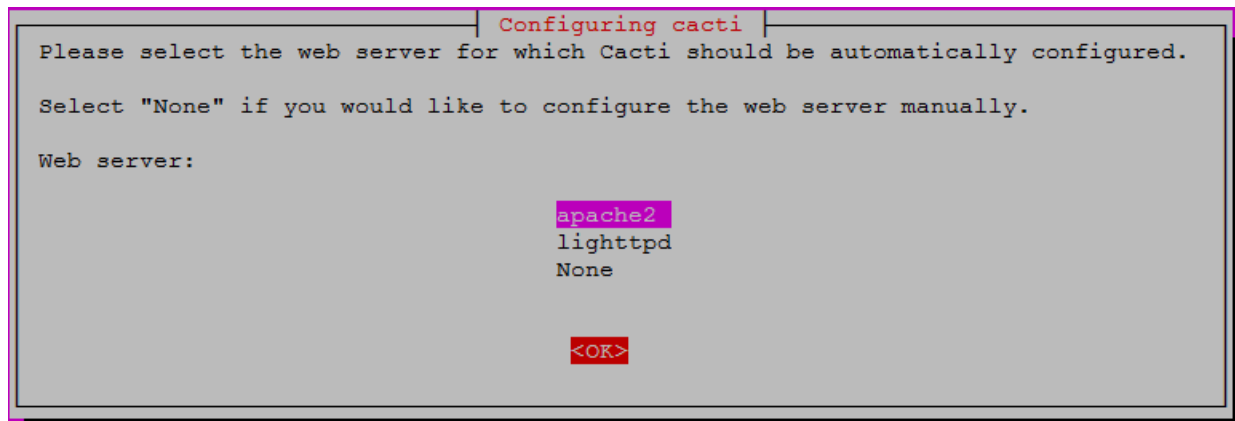 Configuring cacti
Please select the web server for which Cacti should be automatically configured.
Select "None" if you would like to configure the web server manually.
Web server:
apache2
lighttpd
None
<OK>